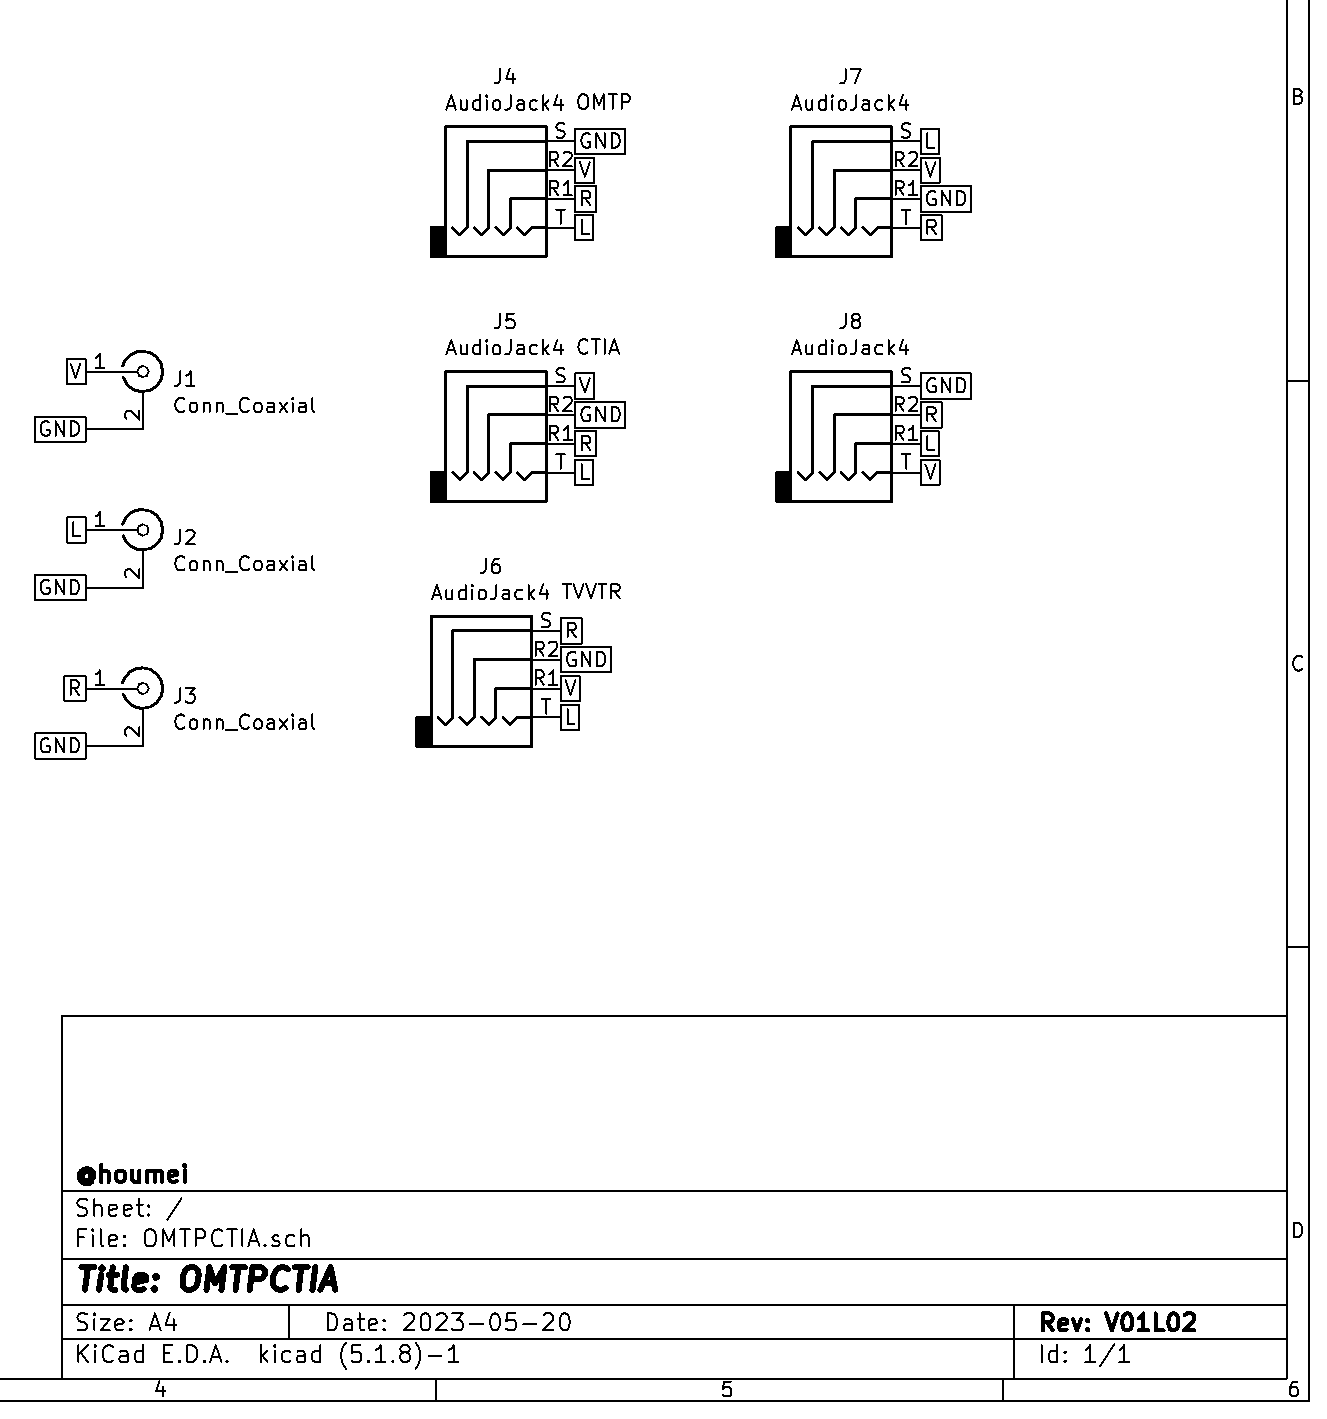 J4
AudioJack4 OMTP
S
GND
R2
V
R1
R
T
L
J7
AudioJack4
S
L
R2
V
R1
GND
T
R
B
J5
AudioJack4 CTIA
S
V
R2
GND
R1
R
T
L
J8
AudioJack4
S
GND
R2
R
R1
L
T
V
V
1
J1
Conn_Coaxial
2
GND
L
1
J2
Conn_Coaxial
2
GND
R
1
J3
Conn_Coaxial
2
GND
J6
AudioJack4 TVVTR
S
R
R2
GND
R1
V
T
L
C
@houmei
Sheet: /
File: OMTPCTIA.sch
Title: OMTPCTIA
Size: A4
Date: 2023-05-20
Rev: V01L02
KiCad E.D.A. kicad (5.1.8)-1
Id: 1/1
D
4
5
6